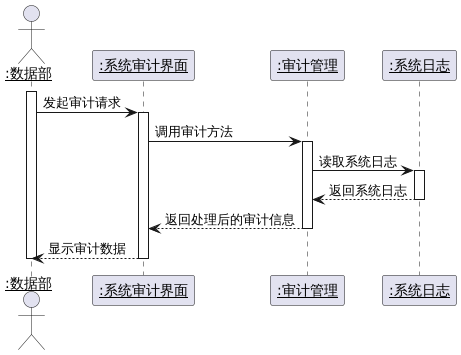 :数据部
:系统审计界面
:审计管理
:系统日志
发起审计请求
调用审计方法
读取系统日志
返回系统日志
返回处理后的审计信息
显示审计数据
:数据部
:系统审计界面
:审计管理
:系统日志